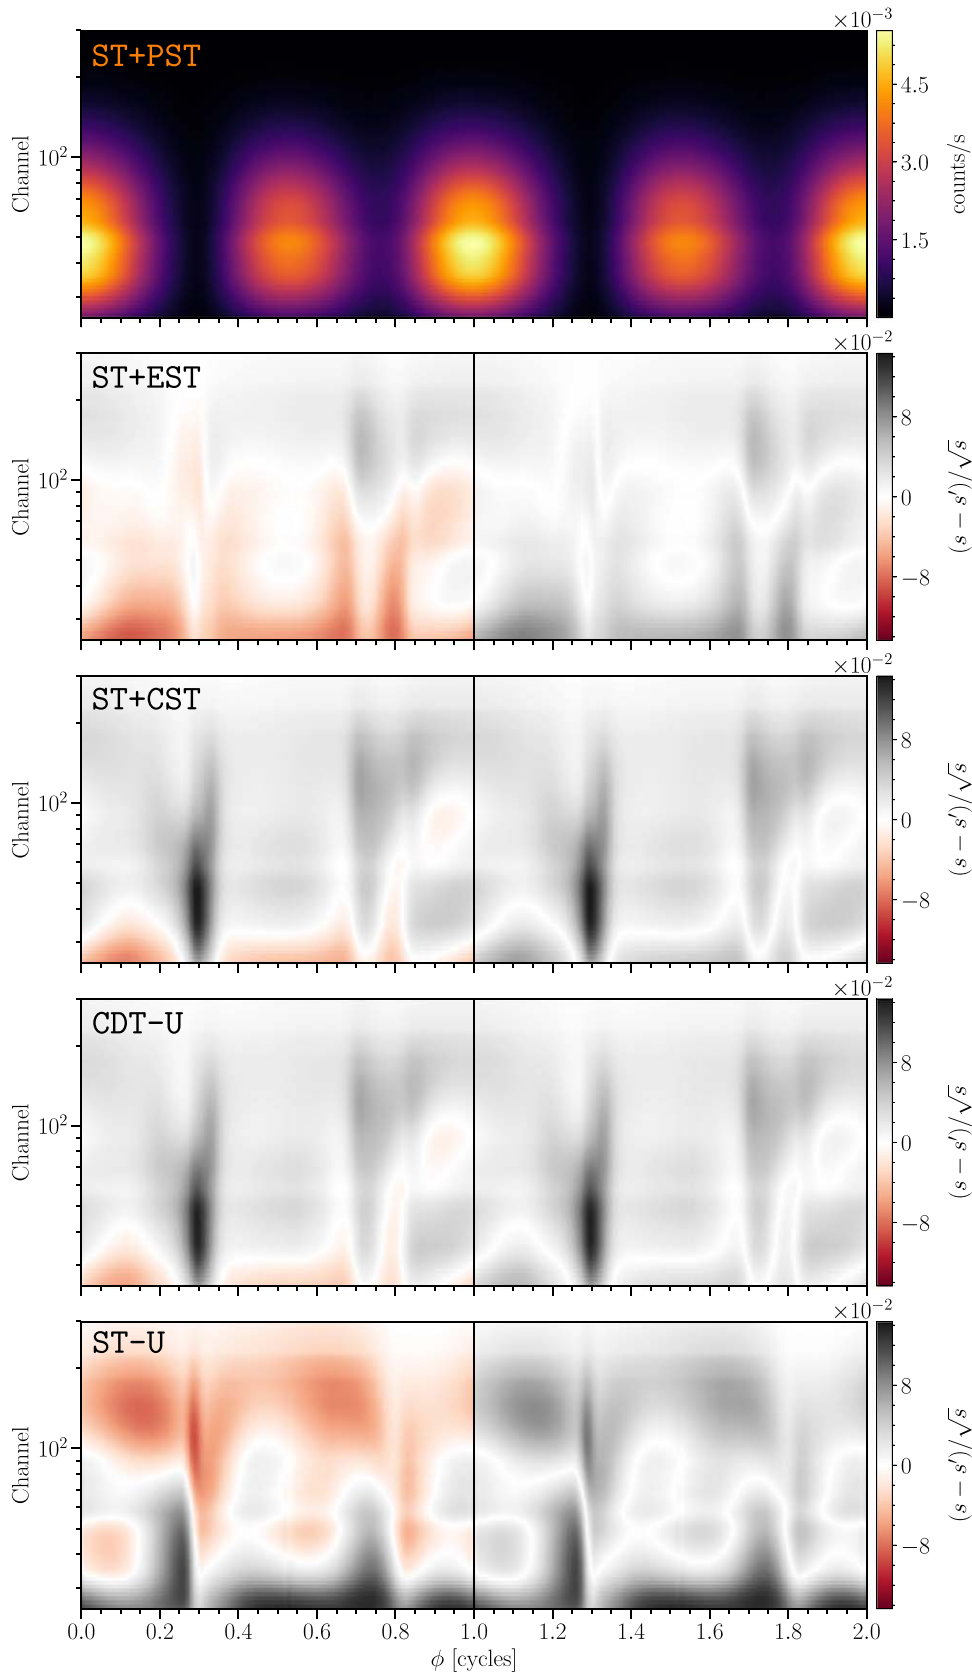 ×10⁻³
ST+PST
Channel
10²
4.5
3.0
1.5
counts/s
×10⁻²
ST+EST
Channel
10²
8
0
−8
(s − s′)/√s
×10⁻²
ST+CST
Channel
10²
8
0
−8
(s − s′)/√s
×10⁻²
CDT-U
Channel
10²
8
0
−8
(s − s′)/√s
×10⁻²
ST-U
Channel
10²
8
0
−8
(s − s′)/√s
0.0 0.2 0.4 0.6 0.8 1.0 1.2 1.4 1.6 1.8 2.0
ϕ [cycles]